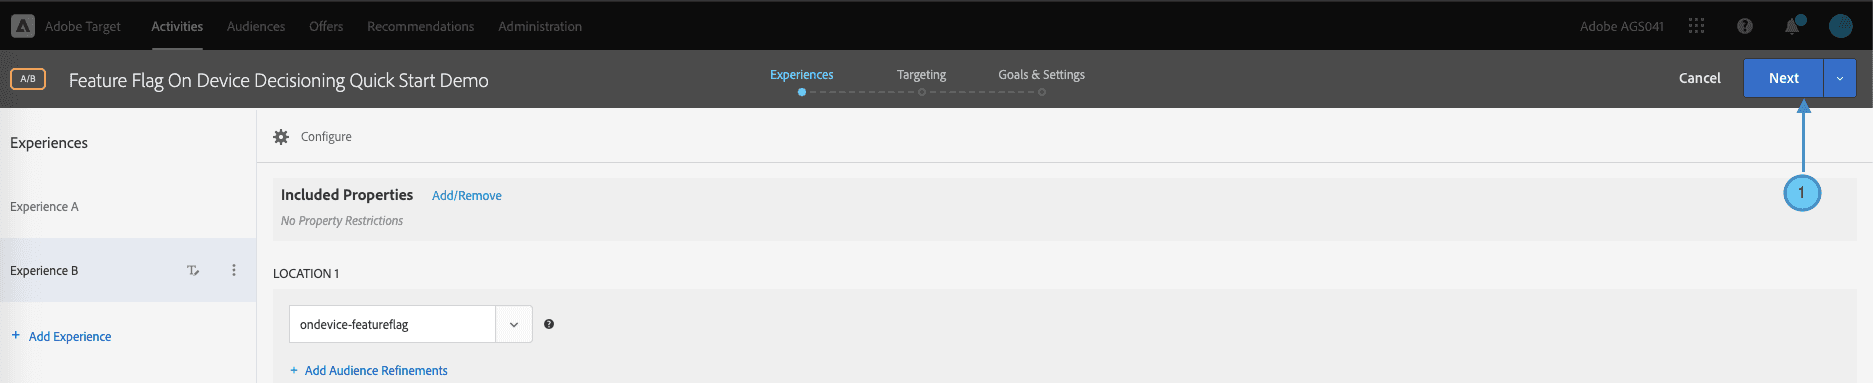 Adobe Target Activities Audiences Offers Recommendations Administration Adobe AGS041
A/B Feature Flag On Device Decisioning Quick Start Demo Experiences Targeting Goals & Settings Cancel Next
Experiences
Configure
1
Included Properties Add/Remove
No Property Restrictions
Experience A
Experience B
LOCATION 1
ondevice-featureflag
+ Add Experience
+ Add Audience Refinements